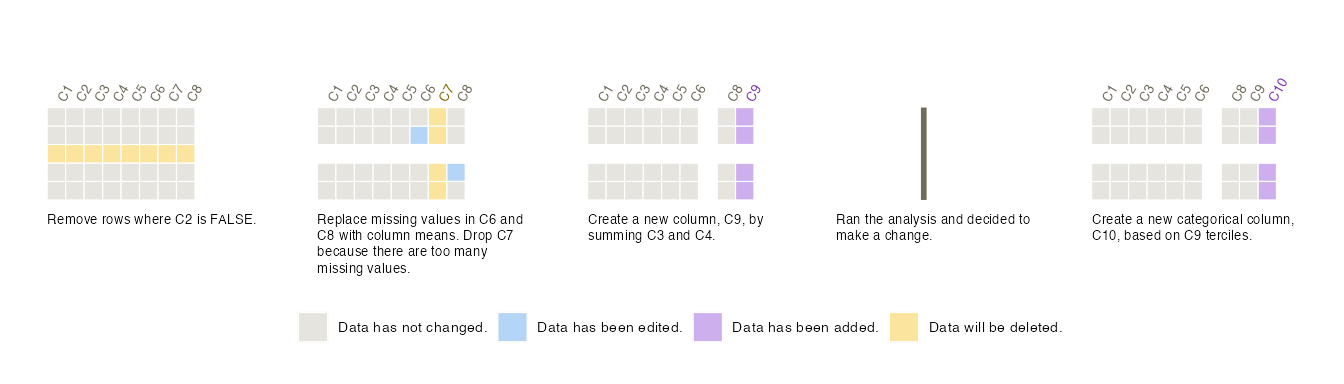 C1 C2 C3 C4 C5 C6 C7 C8
C1 C2 C3 C4 C5 C6 C7 C8
C1 C2 C3 C4 C5 C6 C8 C9
C1 C2 C3 C4 C5 C6 C8 C9 C10
Remove rows where C2 is FALSE.
Replace missing values in C6 and
C8 with column means. Drop C7
because there are too many
missing values.
Create a new column, C9, by
summing C3 and C4.
Ran the analysis and decided to
make a change.
Create a new categorical column,
C10, based on C9 terciles.
Data has not changed.
Data has been edited.
Data has been added.
Data will be deleted.